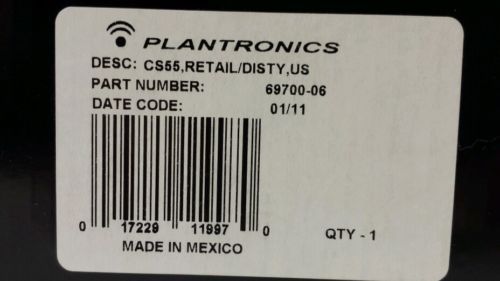 PLANTRONICS
DESC: CS55,RETAIL/DISTY,US
PART NUMBER: 69700-06
DATE CODE: 01/11
0 17229 11997 0
QTY - 1
MADE IN MEXICO